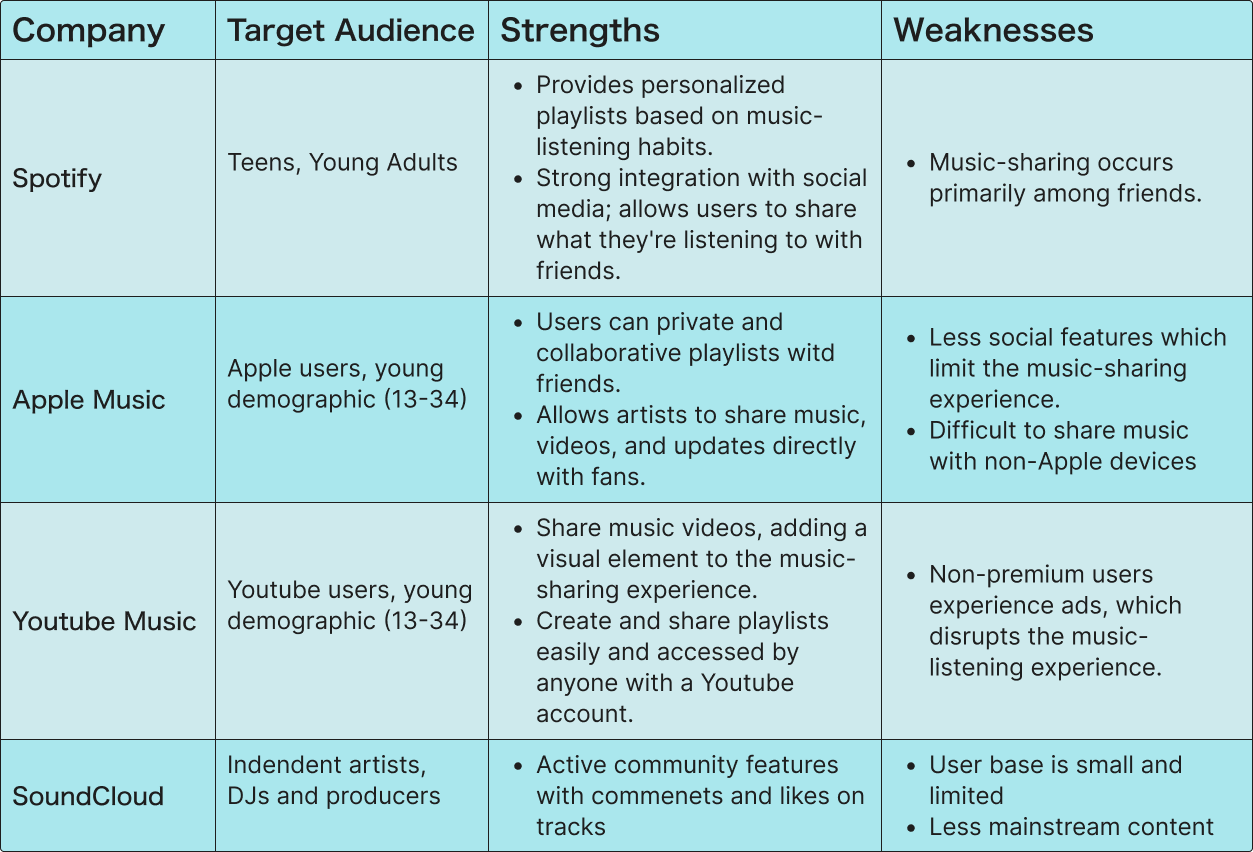 Company
Target Audience
Strengths
Weaknesses
Spotify
Teens, Young Adults
• Provides personalized
playlists based on music-
listening habits.
• Strong integration with social
media; allows users to share
what they're listening to with
friends.
• Music-sharing occurs
primarily among friends.
Apple Music
Apple users, young
demographic (13-34)
• Users can private and
collaborative playlists witd
friends.
• Allows artists to share music,
videos, and updates directly
with fans.
• Less social features which
limit the music-sharing
experience.
• Difficult to share music
with non-Apple devices
Youtube Music
Youtube users, young
demographic (13-34)
• Share music videos, adding a
visual element to the music-
sharing experience.
• Create and share playlists
easily and accessed by
anyone with a Youtube
account.
• Non-premium users
experience ads, which
disrupts the music-
listening experience.
SoundCloud
Indendent artists,
DJs and producers
• Active community features
with commenets and likes on
tracks
• User base is small and
limited
• Less mainstream content